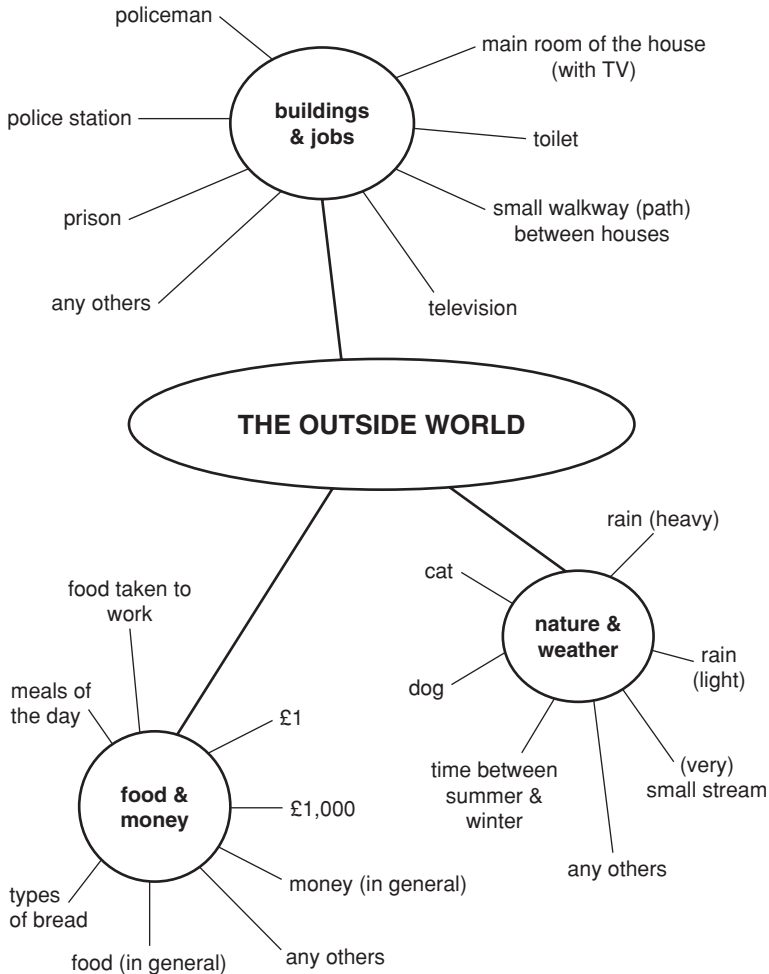 policeman
main room of the house
(with TV)
police station
buildings
& jobs
toilet
prison
small walkway (path)
between houses
any others
television
THE OUTSIDE WORLD
rain (heavy)
cat
food taken to
work
nature &
weather
rain
(light)
dog
meals of
the day
£1
time between
summer &
winter
(very)
small stream
food &
money
£1,000
any others
types
of bread
money (in general)
food (in general)
any others